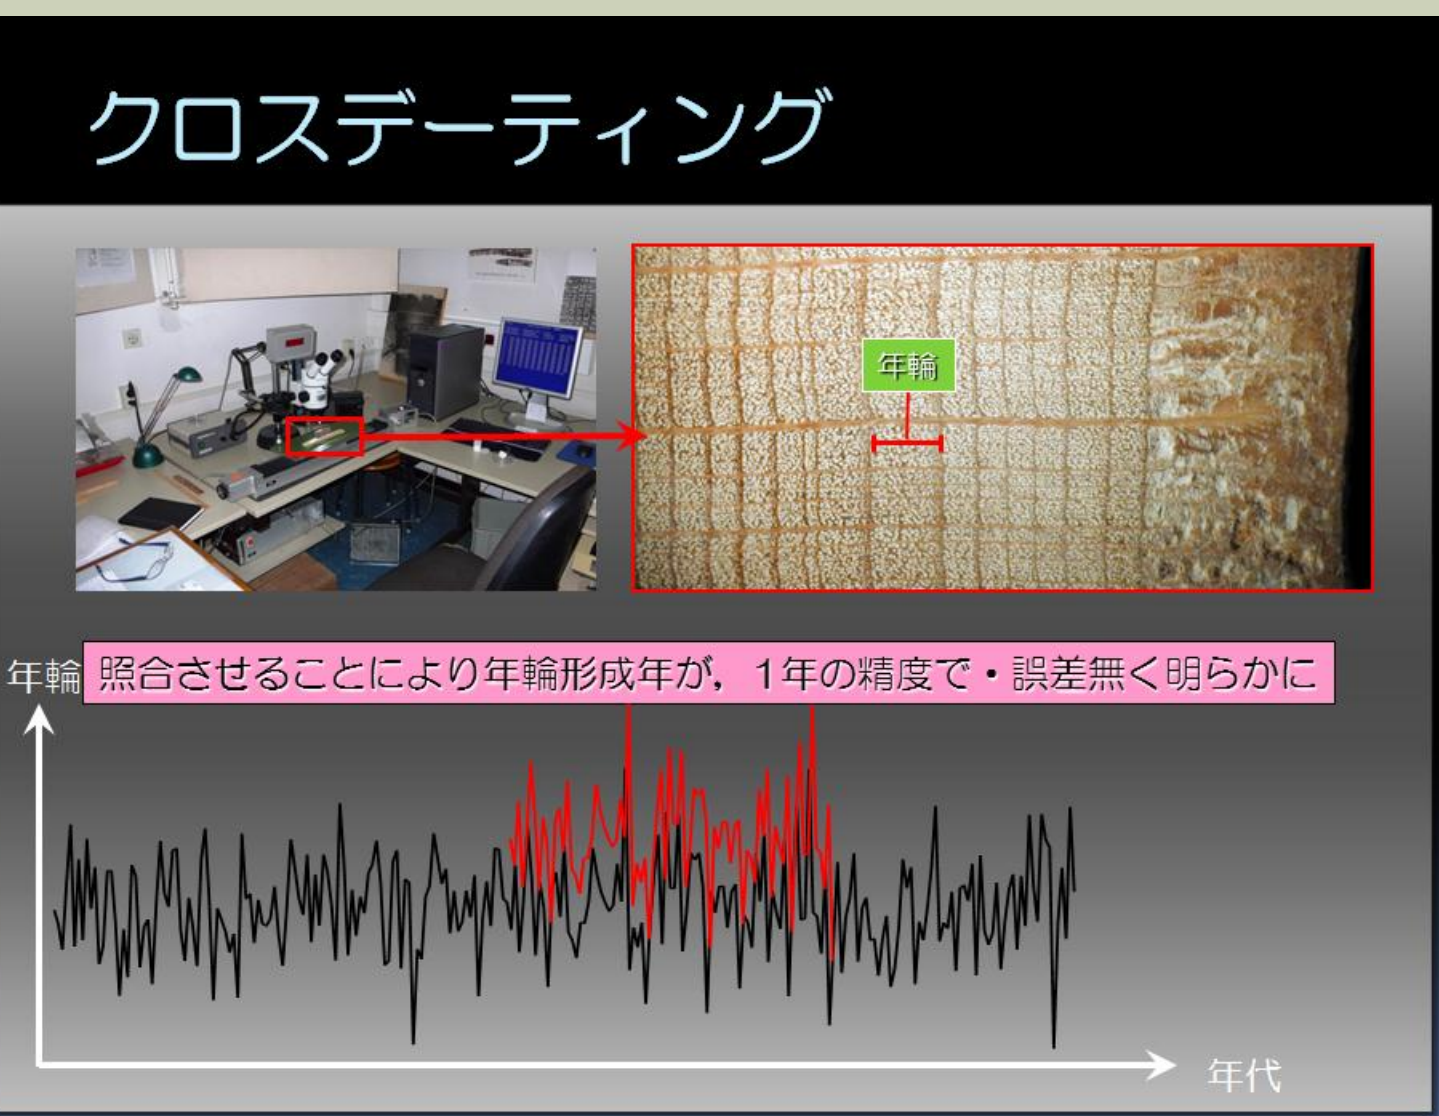 クロスデーティング
年輪
年輪
照合させることにより年輪形成年が，１年の精度で・誤差無く明らかに
年代